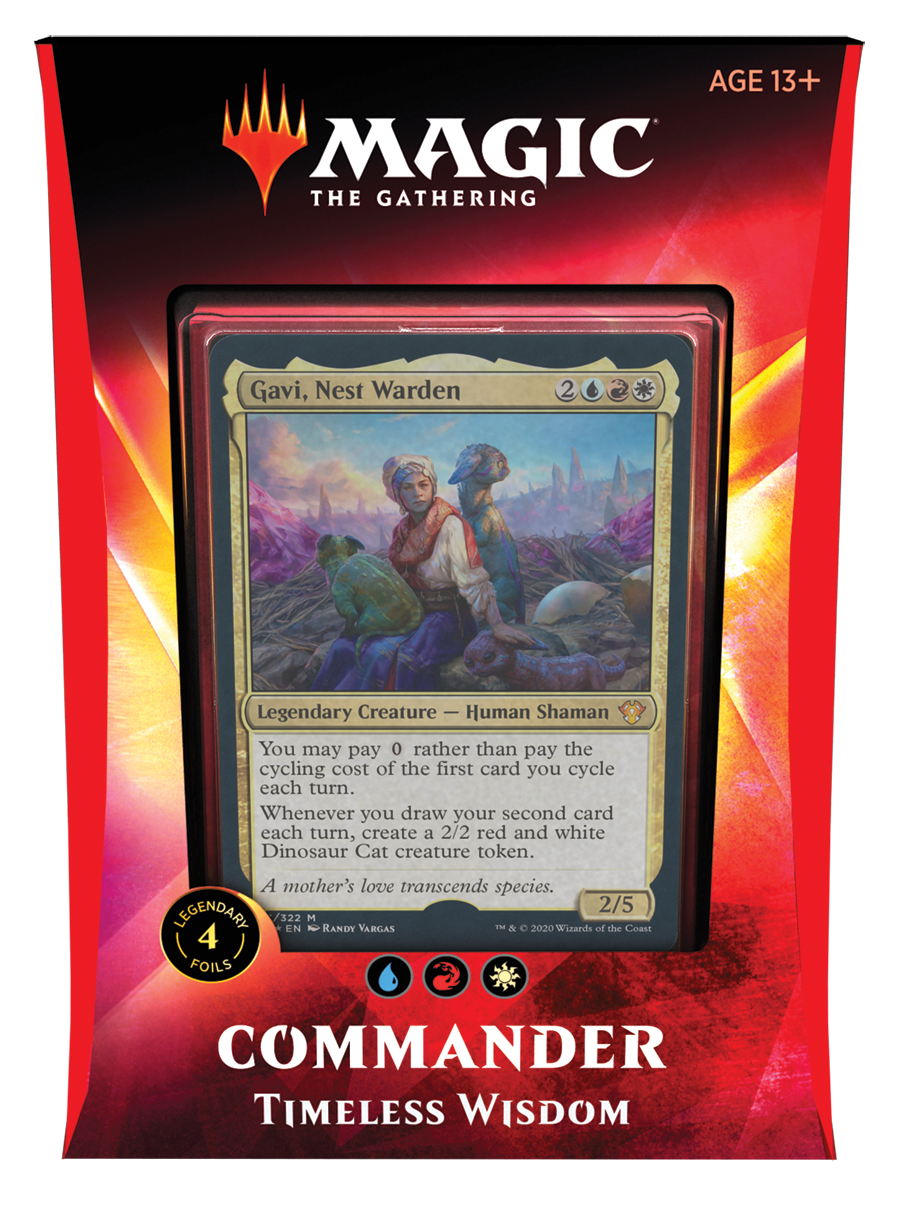 AGE 13+
MAGIC
THE GATHERING
Gavi, Nest Warden 2
Legendary Creature — Human Shaman
You may pay 0 rather than pay the
cycling cost of the first card you cycle
each turn.
Whenever you draw your second card
each turn, create a 2/2 red and white
Dinosaur Cat creature token.
A mother's love transcends species.
2/5
/322 M
EN RANDY VARGAS
™ & © 2020 Wizards of the Coast
LEGENDARY
4
FOILS
COMMANDER
TIMELESS WISDOM